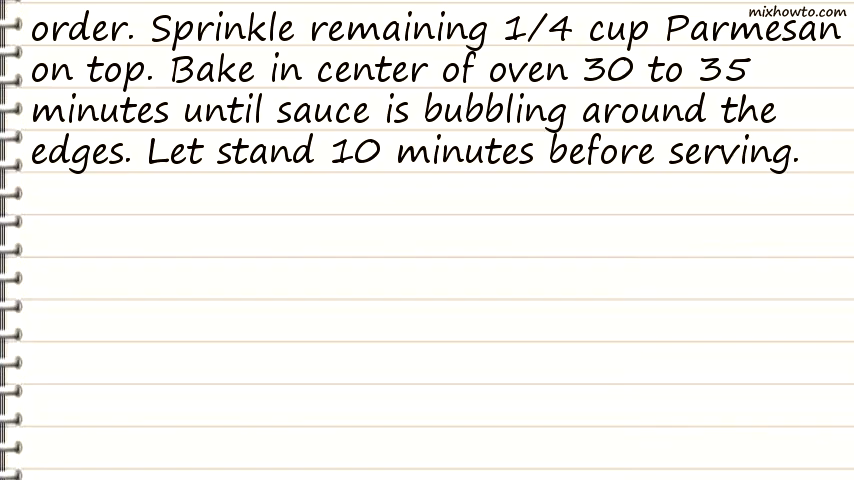 mixhowto.com
order. Sprinkle remaining 1/4 cup Parmesan
on top. Bake in center of oven 30 to 35
minutes until sauce is bubbling around the
edges. Let stand 10 minutes before serving.